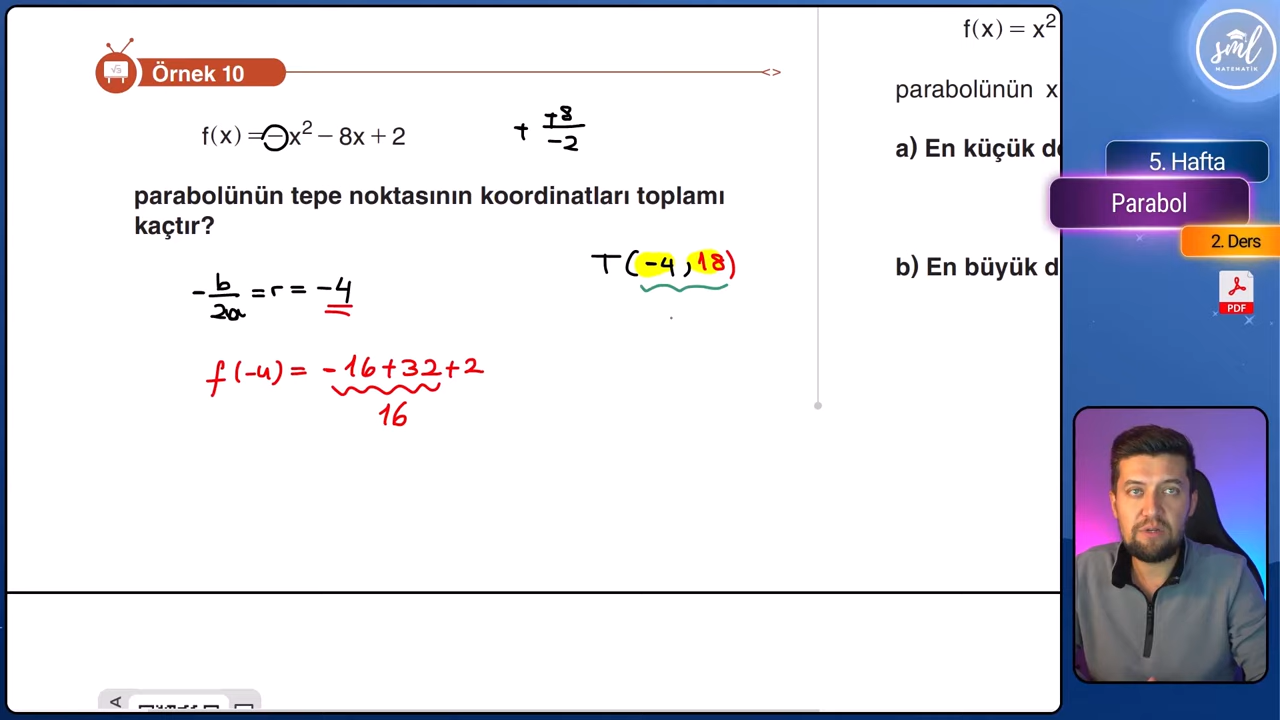 √5
Örnek 10
<>
f(x) = –x² – 8x + 2
+ +8/–2
parabolünün tepe noktasının koordinatları toplamı
kaçtır?
T(-4, 18)
- b/2a = r = -4
f(-4) = -16+32+2
16
f(x) = x²
parabolünün x
a) En küçük d
b) En büyük d
sml
MATEMATİK
5. Hafta
Parabol
2. Ders
PDF
A